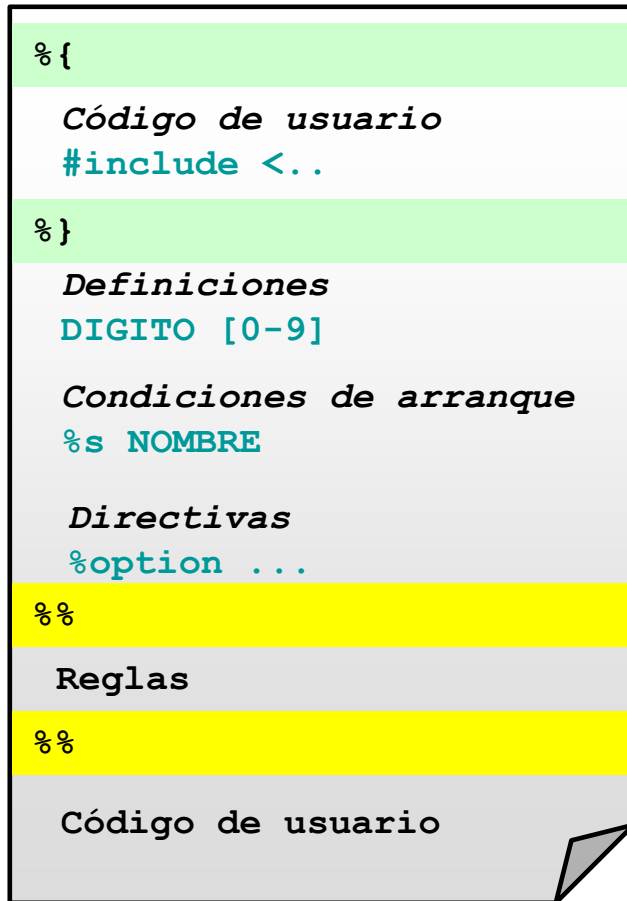 %{
Código de usuario
#include <..
%}
Definiciones
DIGITO [0-9]
Condiciones de arranque
%s NOMBRE
Directivas
%option ...
%%
Reglas
%%
Código de usuario